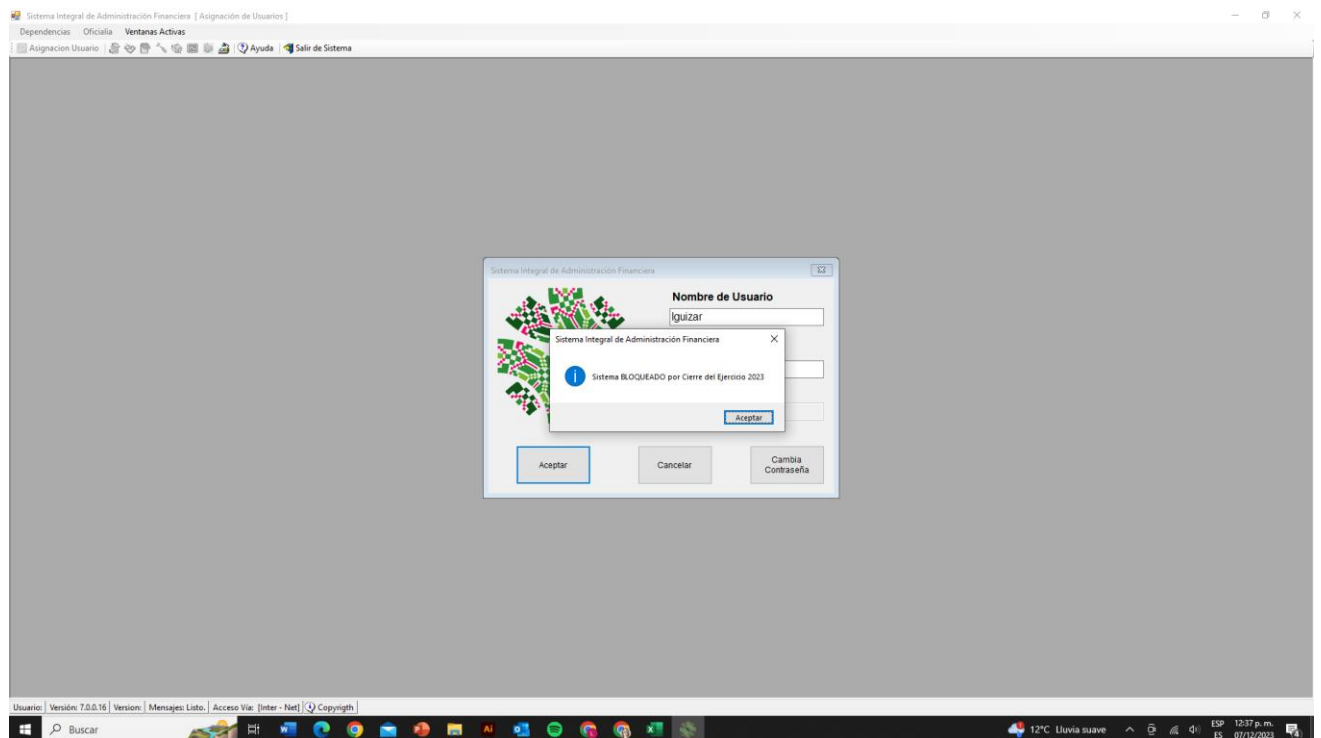 Sistema Integral de Administración Financiera [ Asignación de Usuarios ]
Dependencias Oficialia Ventanas Activas
Asignacion Usuario Ayuda Salir de Sistema
Sistema Integral de Administración Financiera
Nombre de Usuario
Iguizar
Sistema Integral de Administración Financiera
Sistema BLOQUEADO por Cierre del Ejercicio 2023
Aceptar
Aceptar Cancelar Cambia
Contraseña
Usuario: Versión: 7.0.0.16 Version: Mensajes: Listo. Acceso Vía: [Inter - Net] Copyrigth
Buscar 12°C Lluvia suave ESP 12:37 p. m.
ES 07/12/2023